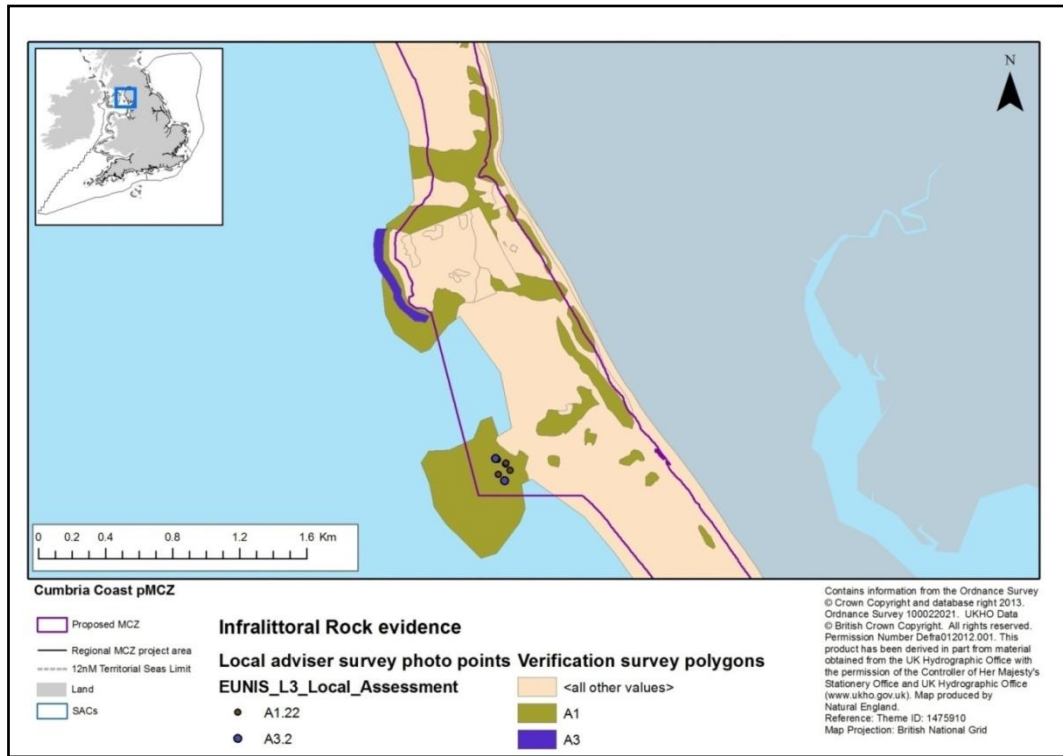 N
0 0.2 0.4 0.8 1.2 1.6 Km
Cumbria Coast pMCZ
Proposed MCZ
Regional MCZ project area
12nM Territorial Seas Limit
Land
SACs
Infralittoral Rock evidence
Local adviser survey photo points
EUNIS_L3_Local_Assessment
A1.22
A3.2
Verification survey polygons
<all other values>
A1
A3
Contains information from the Ordnance Survey
© Crown Copyright and database right 2013.
Ordnance Survey 100022021. UKHO Data
© British Crown Copyright. All rights reserved.
Permission Number Defra012012.001. This
product has been derived in part from material
obtained from the UK Hydrographic Office with
the permission of the Controller of Her Majesty's
Stationery Office and UK Hydrographic Office
(www.ukho.gov.uk). Map produced by
Natural England.
Reference: Theme ID: 1475910
Map Projection: British National Grid